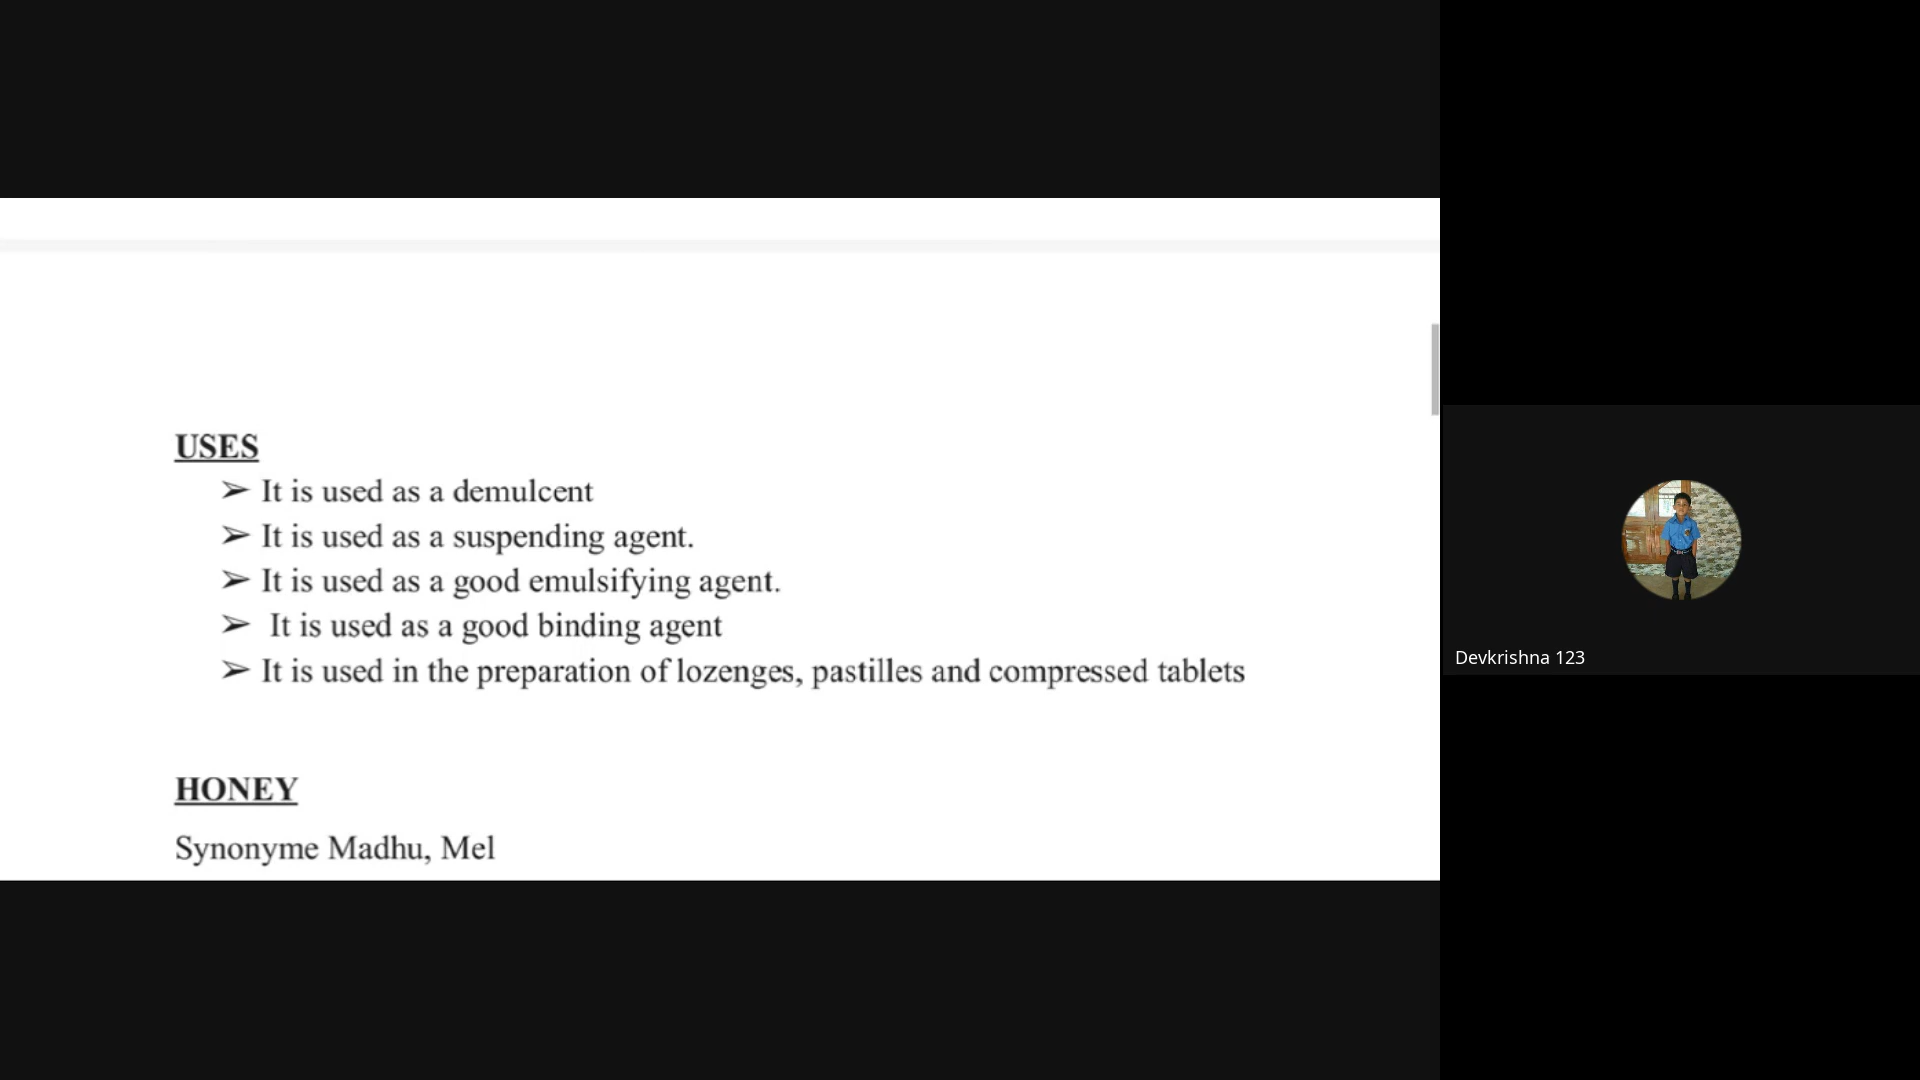 USES
➢ It is used as a demulcent
➢ It is used as a suspending agent.
➢ It is used as a good emulsifying agent.
➢ It is used as a good binding agent
➢ It is used in the preparation of lozenges, pastilles and compressed tablets
HONEY
Synonyme Madhu, Mel
Devkrishna 123